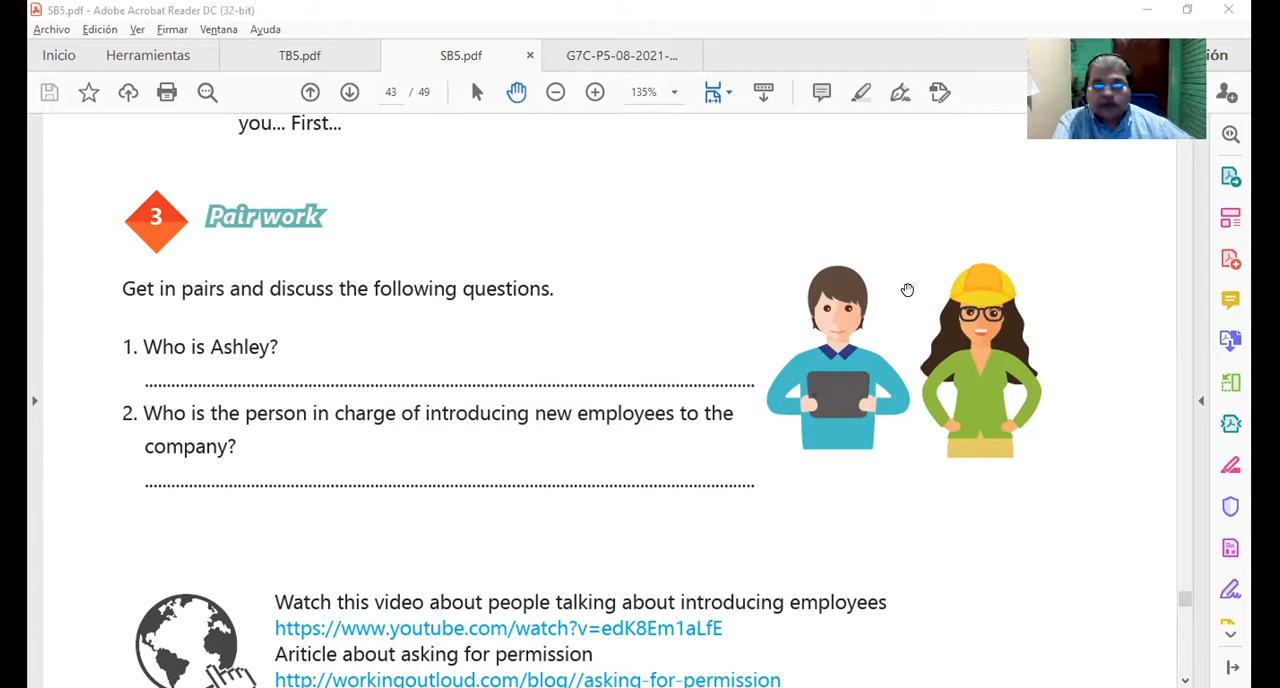 SB5.pdf - Adobe Acrobat Reader DC (32-bit)
Archivo Edición Ver Firmar Ventana Ayuda
Inicio Herramientas TB5.pdf SB5.pdf × G7C-P5-08-2021-... ión
43 / 49 135%
you... First...
3 Pair work
Get in pairs and discuss the following questions.
1. Who is Ashley?
2. Who is the person in charge of introducing new employees to the
company?
Watch this video about people talking about introducing employees
https://www.youtube.com/watch?v=edK8Em1aLfE
Ariticle about asking for permission
http://workingoutloud.com/blog//asking-for-permission